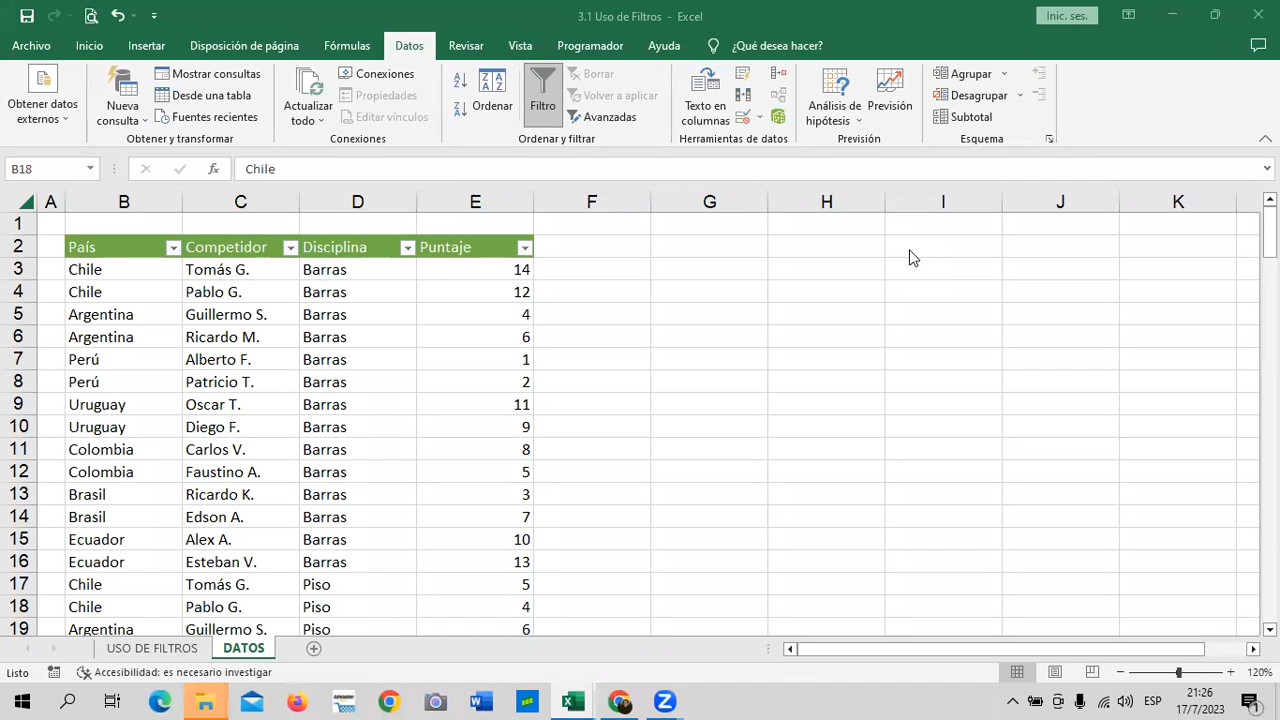 3.1 Uso de Filtros - Excel
Inic. ses.
Archivo Inicio Insertar Disposición de página Fórmulas Datos Revisar Vista Programador Ayuda ¿Qué desea hacer?
Obtener datos externos
Nueva consulta
Mostrar consultas
Desde una tabla
Fuentes recientes
Obtener y transformar
Actualizar todo
Conexiones
Propiedades
Editar vínculos
Conexiones
Ordenar
Filtro
Borrar
Volver a aplicar
Avanzadas
Ordenar y filtrar
Texto en columnas
Herramientas de datos
Análisis de hipótesis
Previsión
Previsión
Agrupar
Desagrupar
Subtotal
Esquema
B18 fx Chile
A B C D E F G H I J K
1
2 País Competidor Disciplina Puntaje
3 Chile Tomás G. Barras 14
4 Chile Pablo G. Barras 12
5 Argentina Guillermo S. Barras 4
6 Argentina Ricardo M. Barras 6
7 Perú Alberto F. Barras 1
8 Perú Patricio T. Barras 2
9 Uruguay Oscar T. Barras 11
10 Uruguay Diego F. Barras 9
11 Colombia Carlos V. Barras 8
12 Colombia Faustino A. Barras 5
13 Brasil Ricardo K. Barras 3
14 Brasil Edson A. Barras 7
15 Ecuador Alex A. Barras 10
16 Ecuador Esteban V. Barras 13
17 Chile Tomás G. Piso 5
18 Chile Pablo G. Piso 4
19 Argentina Guillermo S. Piso 6
USO DE FILTROS DATOS
Listo Accesibilidad: es necesario investigar 120%
ESP 21:26
17/7/2023